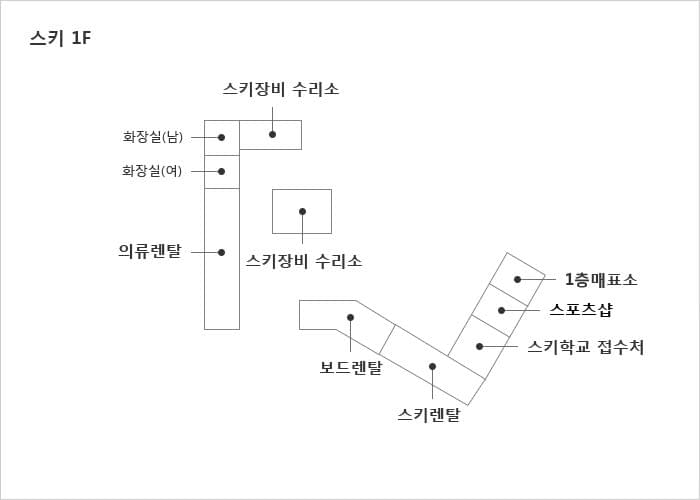 스키 1F
스키장비 수리소
화장실(남)
화장실(여)
의류렌탈
스키장비 수리소
1층매표소
스포츠샵
스키학교 접수처
보드렌탈
스키렌탈